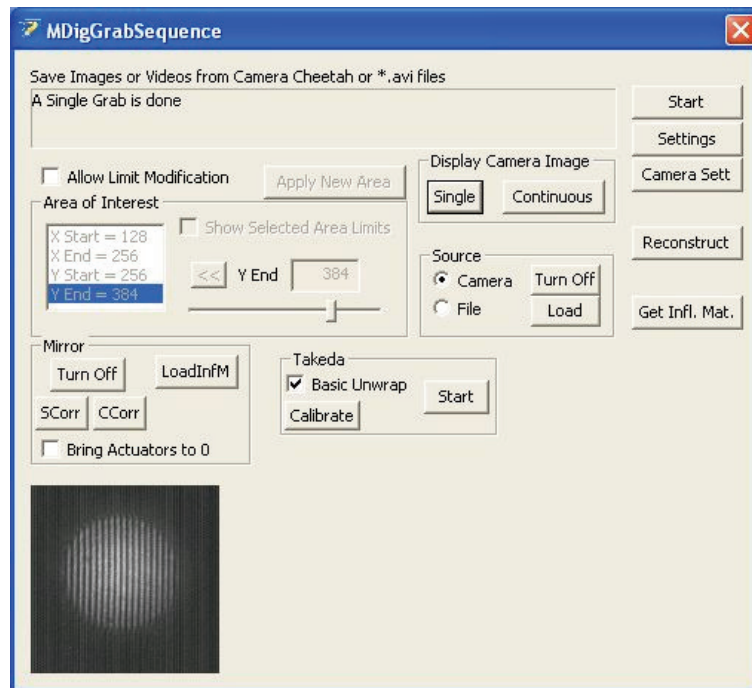 MDigGrabSequence
Save Images or Videos from Camera Cheetah or *.avi files
A Single Grab is done
Start
Settings
Camera Sett
Reconstruct
Get Infl. Mat.
Allow Limit Modification
Apply New Area
Display Camera Image
Single
Continuous
Area of Interest
X Start = 128
X End = 256
Y Start = 256
Y End = 384
Show Selected Area Limits
<<
Y End
384
Source
Camera
Turn Off
File
Load
Mirror
Turn Off
LoadInfM
SCorr
CCorr
Bring Actuators to 0
Takeda
Basic Unwrap
Start
Calibrate